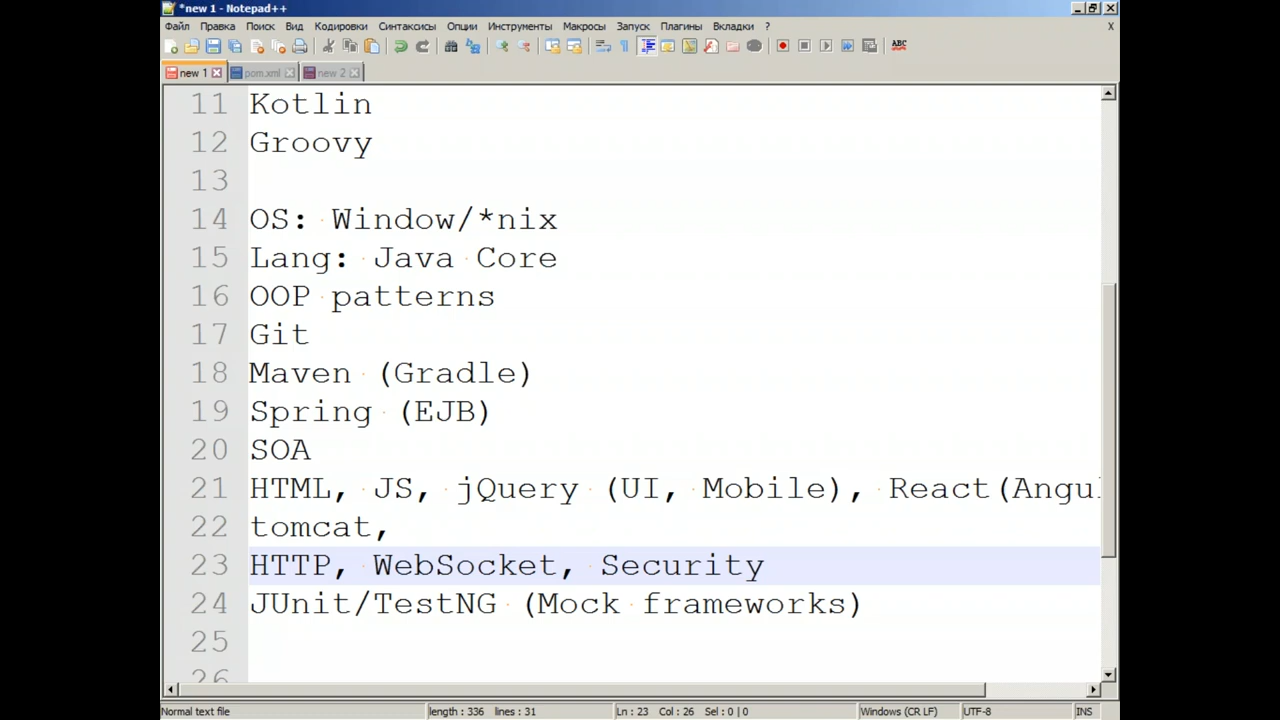 *new 1 - Notepad++
Файл Правка Поиск Вид Кодировки Синтаксисы Опции Инструменты Макросы Запуск Плагины Вкладки ? X
ABC
new 1 pom.xml new 2
11 Kotlin
12 Groovy
13
14 OS: Window/*nix
15 Lang: Java Core
16 OOP patterns
17 Git
18 Maven (Gradle)
19 Spring (EJB)
20 SOA
21 HTML, JS, jQuery (UI, Mobile), React(Angul
22 tomcat,
23 HTTP, WebSocket, Security
24 JUnit/TestNG (Mock frameworks)
25
26
Normal text file length : 336 lines : 31 Ln : 23 Col : 26 Sel : 0 | 0 Windows (CR LF) UTF-8 INS